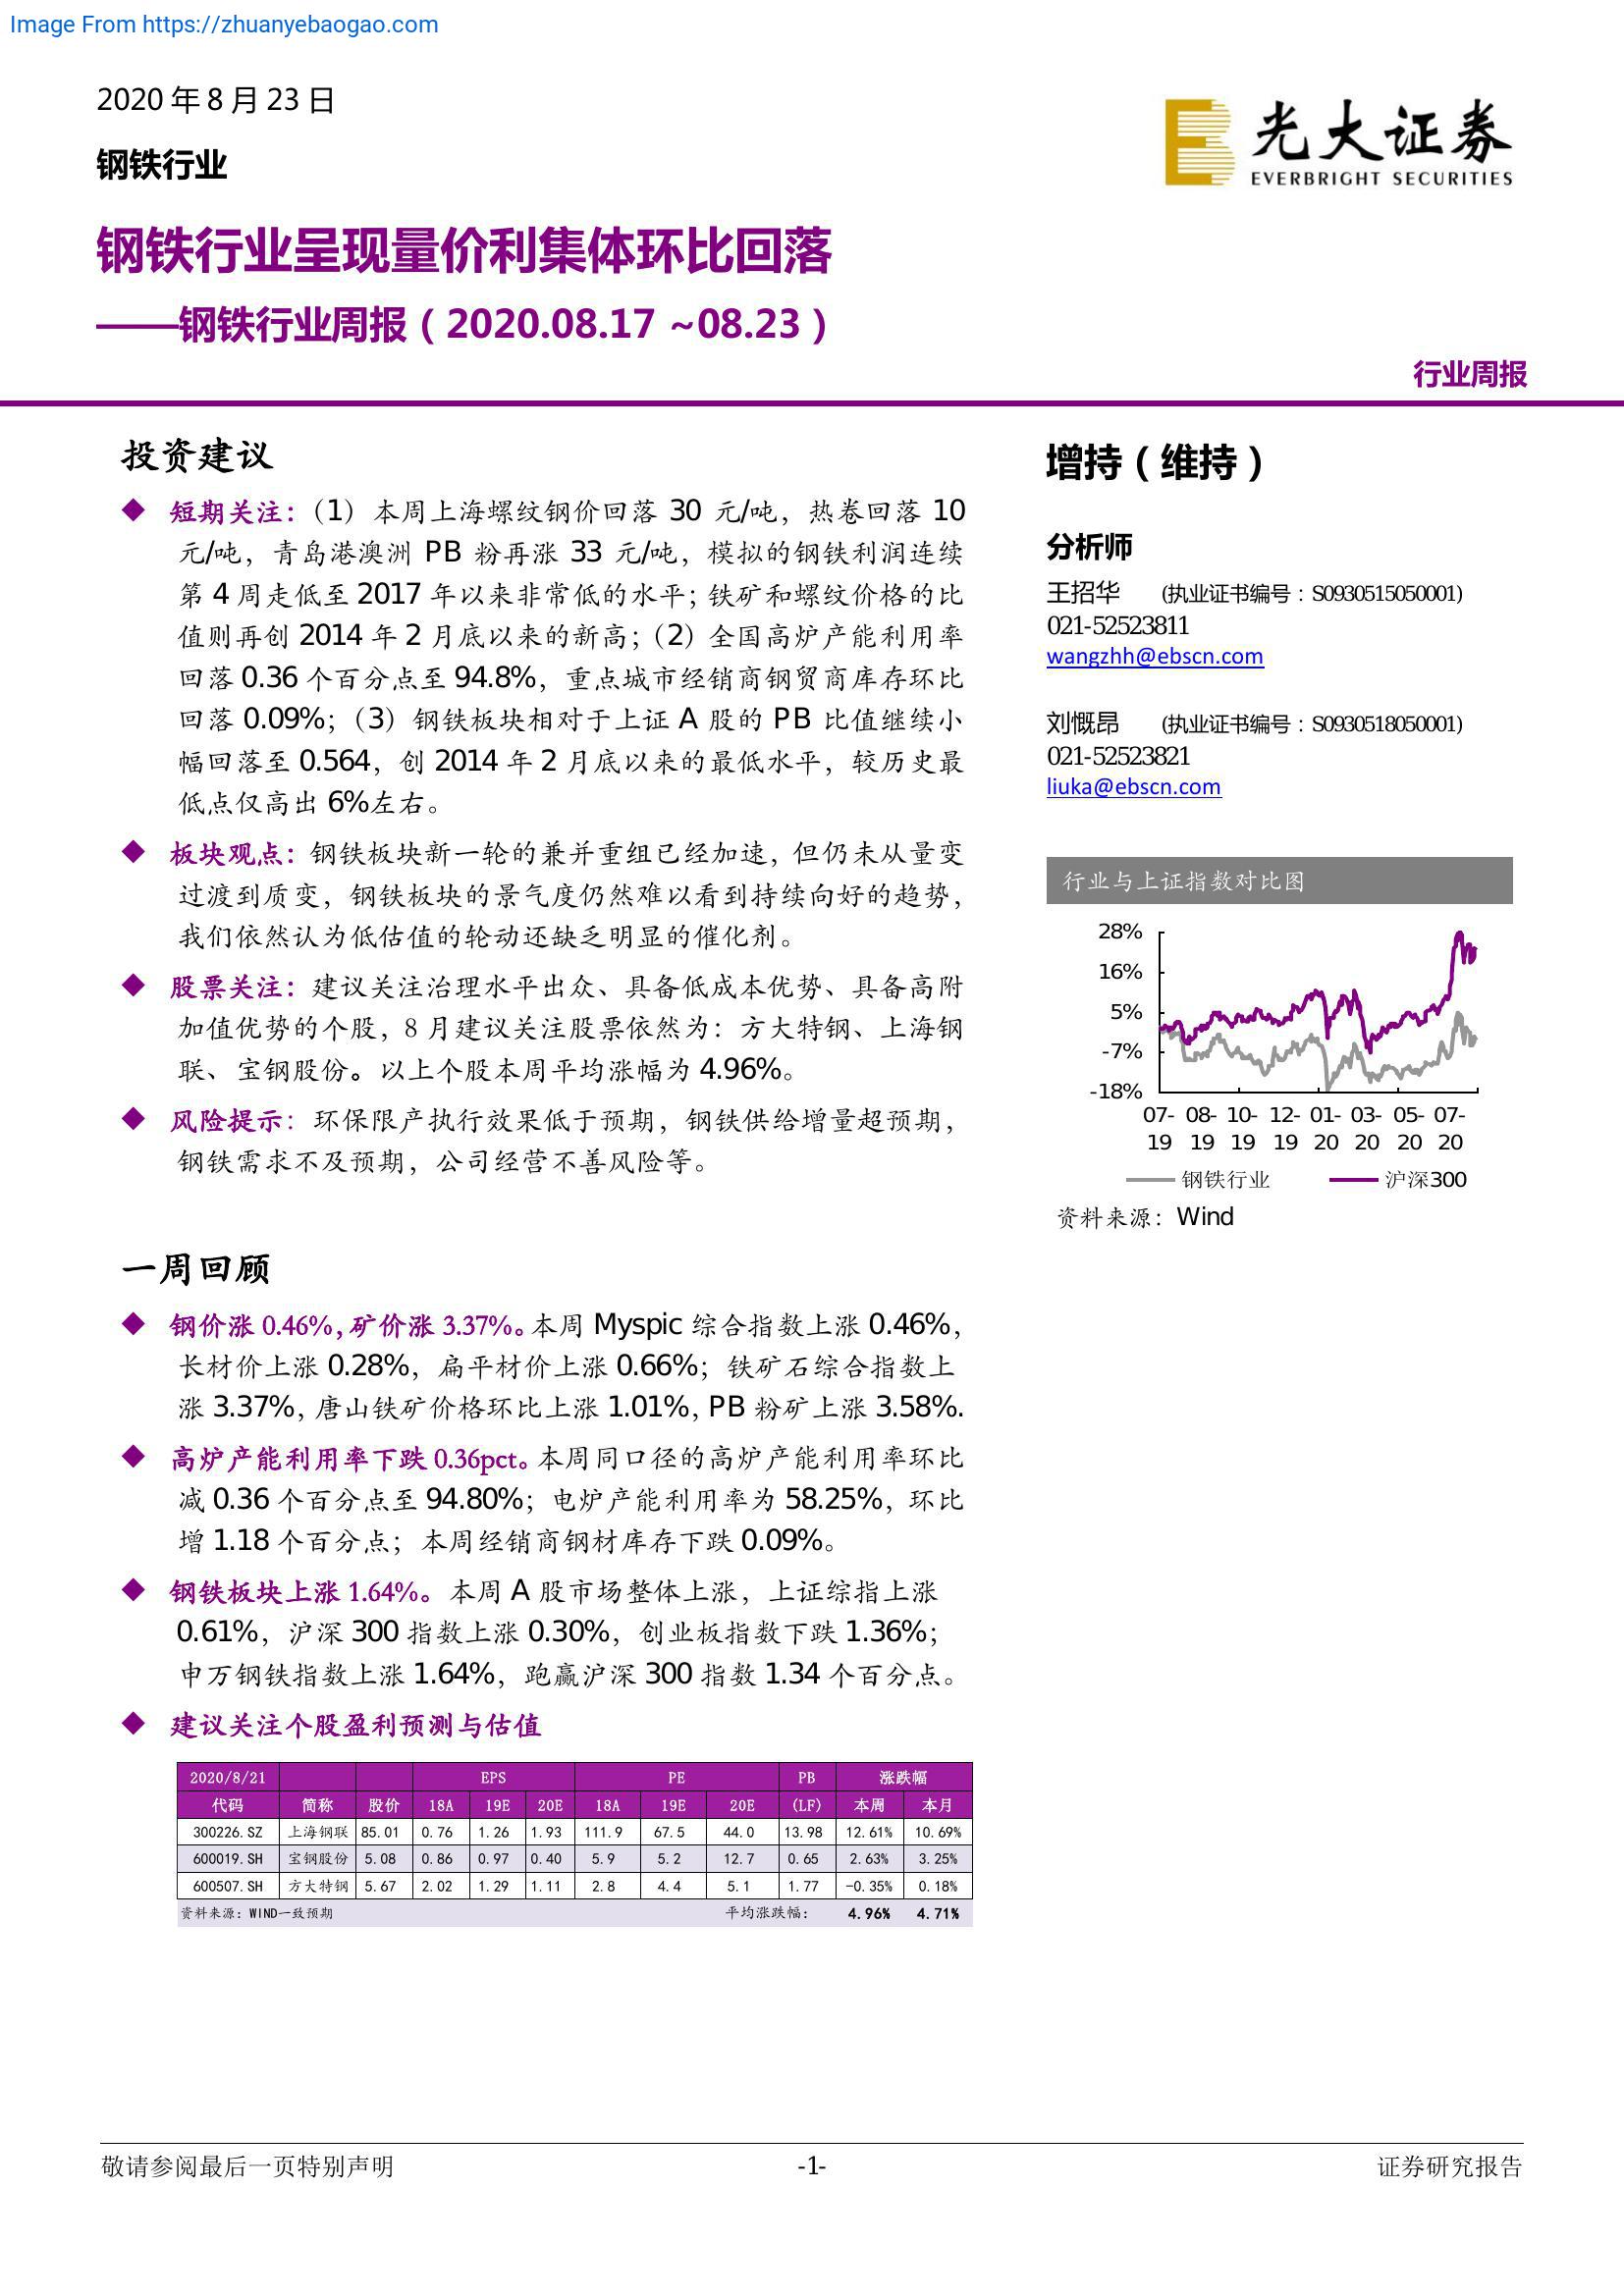 Image From https://zhuanyebaogao.com
2020 年 8 月 23 日
光大证券
EVERBRIGHT SECURITIES
钢铁行业
钢铁行业呈现量价利集体环比回落
——钢铁行业周报（2020.08.17 ~08.23）
行业周报
投资建议
◆ 短期关注：（1）本周上海螺纹钢价回落 30 元/吨，热卷回落 10
元/吨，青岛港澳洲 PB 粉再涨 33 元/吨，模拟的钢铁利润连续
第 4 周走低至 2017 年以来非常低的水平；铁矿和螺纹价格的比
值则再创 2014 年 2 月底以来的新高；（2）全国高炉产能利用率
回落 0.36 个百分点至 94.8%，重点城市经销商钢贸商库存环比
回落 0.09%；（3）钢铁板块相对于上证 A 股的 PB 比值继续小
幅回落至 0.564，创 2014 年 2 月底以来的最低水平，较历史最
低点仅高出 6%左右。
◆ 板块观点：钢铁板块新一轮的兼并重组已经加速，但仍未从量变
过渡到质变，钢铁板块的景气度仍然难以看到持续向好的趋势，
我们依然认为低估值的轮动还缺乏明显的催化剂。
◆ 股票关注：建议关注治理水平出众、具备低成本优势、具备高附
加值优势的个股，8 月建议关注股票依然为：方大特钢、上海钢
联、宝钢股份。以上个股本周平均涨幅为 4.96%。
◆ 风险提示：环保限产执行效果低于预期，钢铁供给增量超预期，
钢铁需求不及预期，公司经营不善风险等。
一周回顾
◆ 钢价涨 0.46%，矿价涨 3.37%。本周 Myspic 综合指数上涨 0.46%，
长材价上涨 0.28%，扁平材价上涨 0.66%；铁矿石综合指数上
涨 3.37%，唐山铁矿价格环比上涨 1.01%，PB 粉矿上涨 3.58%.
◆ 高炉产能利用率下跌 0.36pct。本周同口径的高炉产能利用率环比
减 0.36 个百分点至 94.80%；电炉产能利用率为 58.25%，环比
增 1.18 个百分点；本周经销商钢材库存下跌 0.09%。
◆ 钢铁板块上涨 1.64%。本周 A 股市场整体上涨，上证综指上涨
0.61%，沪深 300 指数上涨 0.30%，创业板指数下跌 1.36%；
申万钢铁指数上涨 1.64%，跑赢沪深 300 指数 1.34 个百分点。
◆ 建议关注个股盈利预测与估值
2020/8/21 EPS PE PB 涨跌幅
代码 简称 股价 18A 19E 20E 18A 19E 20E (LF) 本周 本月
300226.SZ 上海钢联 85.01 0.76 1.26 1.93 111.9 67.5 44.0 13.98 12.61% 10.69%
600019.SH 宝钢股份 5.08 0.86 0.97 0.40 5.9 5.2 12.7 0.65 2.63% 3.25%
600507.SH 方大特钢 5.67 2.02 1.29 1.11 2.8 4.4 5.1 1.77 -0.35% 0.18%
资料来源：WIND一致预期 平均涨跌幅： 4.96% 4.71%
增持（维持）
分析师
王招华 (执业证书编号：S0930515050001)
021-52523811
wangzhh@ebscn.com
刘慨昂 (执业证书编号：S0930518050001)
021-52523821
liuka@ebscn.com
行业与上证指数对比图
28%
16%
5%
-7%
-18%
07- 08- 10- 12- 01- 03- 05- 07-
19 19 19 19 20 20 20 20
钢铁行业 沪深300
资料来源：Wind
敬请参阅最后一页特别声明 -1- 证券研究报告